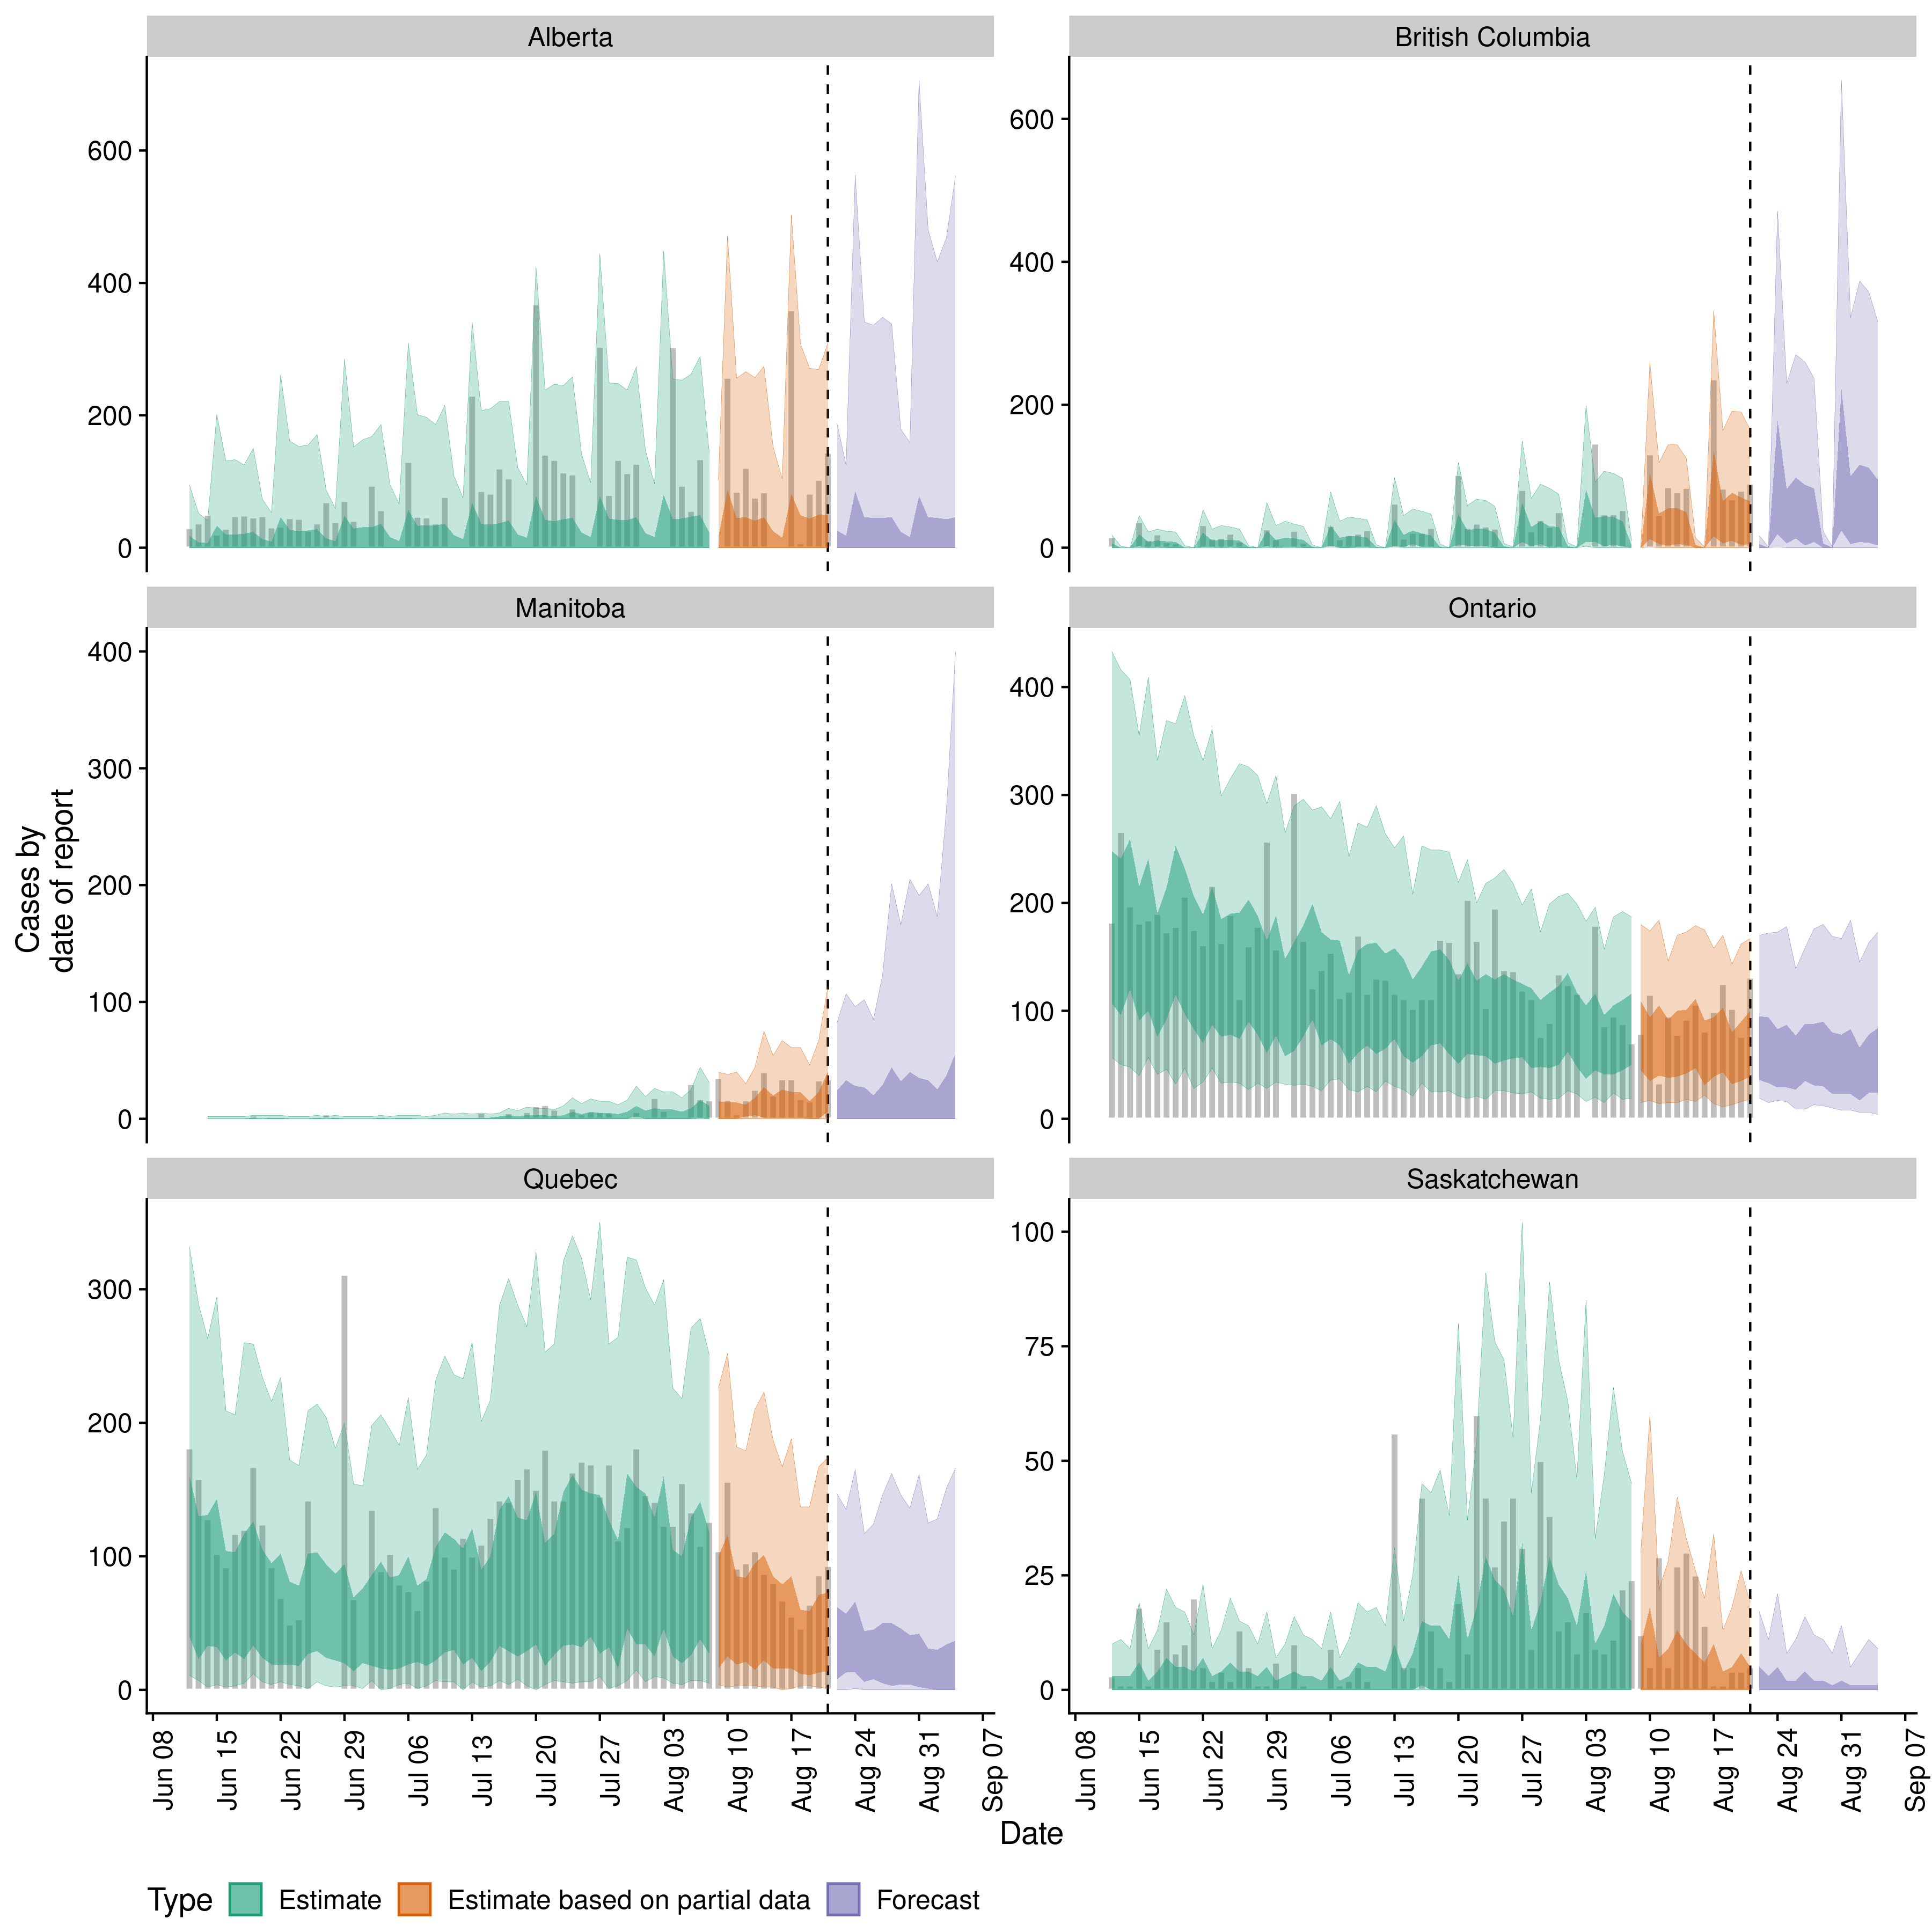 Alberta
British Columbia
600
400
200
0
600
400
200
0
Manitoba
Ontario
400
300
200
100
0
400
300
200
100
0
Cases by
date of report
Quebec
Saskatchewan
300
200
100
0
100
75
50
25
0
Jun 08
Jun 15
Jun 22
Jun 29
Jul 06
Jul 13
Jul 20
Jul 27
Aug 03
Aug 10
Aug 17
Aug 24
Aug 31
Sep 07
Jun 08
Jun 15
Jun 22
Jun 29
Jul 06
Jul 13
Jul 20
Jul 27
Aug 03
Aug 10
Aug 17
Aug 24
Aug 31
Sep 07
Date
Type Estimate Estimate based on partial data Forecast